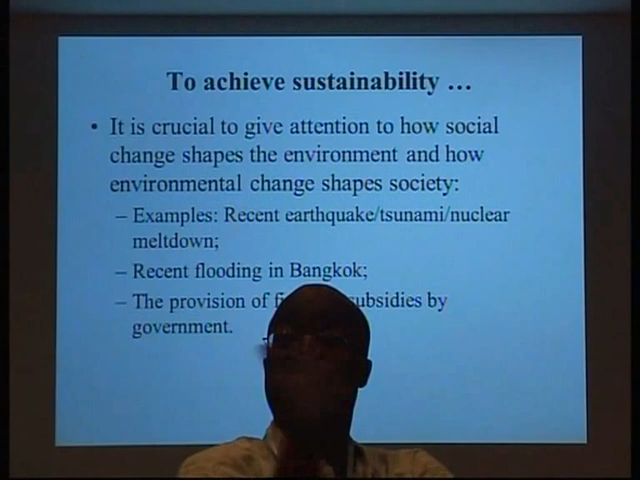 To achieve sustainability …
• It is crucial to give attention to how social
change shapes the environment and how
environmental change shapes society:
– Examples: Recent earthquake/tsunami/nuclear
meltdown;
– Recent flooding in Bangkok;
– The provision of subsidies by
government.